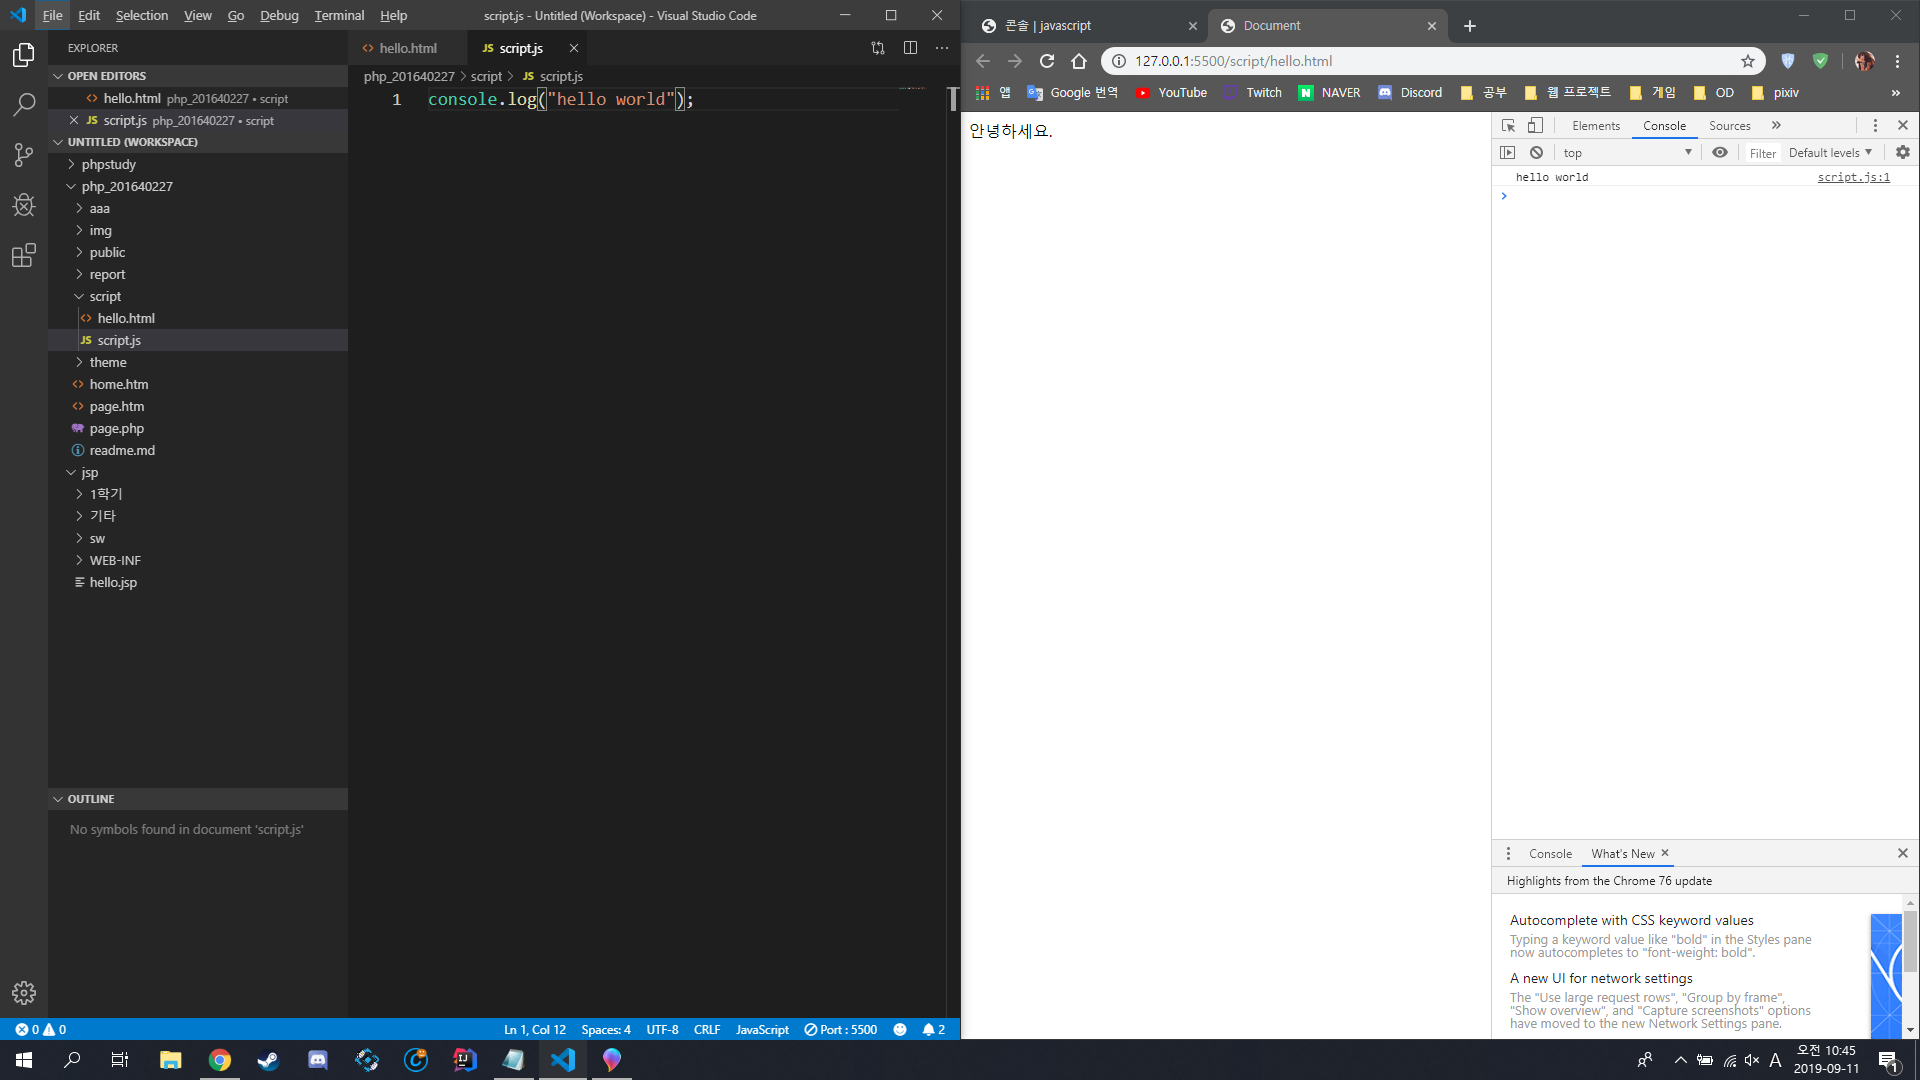 File Edit Selection View Go Debug Terminal Help
script.js - Untitled (Workspace) - Visual Studio Code
EXPLORER
OPEN EDITORS
hello.html php_201640227 • script
script.js php_201640227 • script
UNTITLED (WORKSPACE)
phpstudy
php_201640227
aaa
img
public
report
script
hello.html
JS script.js
theme
home.htm
page.htm
page.php
readme.md
jsp
1학기
기타
sw
WEB-INF
hello.jsp
OUTLINE
No symbols found in document 'script.js'
hello.html
JS script.js
php_201640227 > script > JS script.js
1 console.log("hello world");
0 0
Ln 1, Col 12 Spaces: 4 UTF-8 CRLF JavaScript Port : 5500 2
콘솔 | javascript
Document
127.0.0.1:5500/script/hello.html
앱 Google 번역 YouTube Twitch NAVER Discord 공부 웹 프로젝트 게임 OD pixiv »
안녕하세요.
Elements Console Sources »
top Filter Default levels ▼
hello world script.js:1
Console What's New
Highlights from the Chrome 76 update
Autocomplete with CSS keyword values
Typing a keyword value like "bold" in the Styles pane
now autocompletes to "font-weight: bold".
A new UI for network settings
The "Use large request rows", "Group by frame",
"Show overview", and "Capture screenshots" options
have moved to the new Network Settings pane.
A
오전 10:45
2019-09-11
1